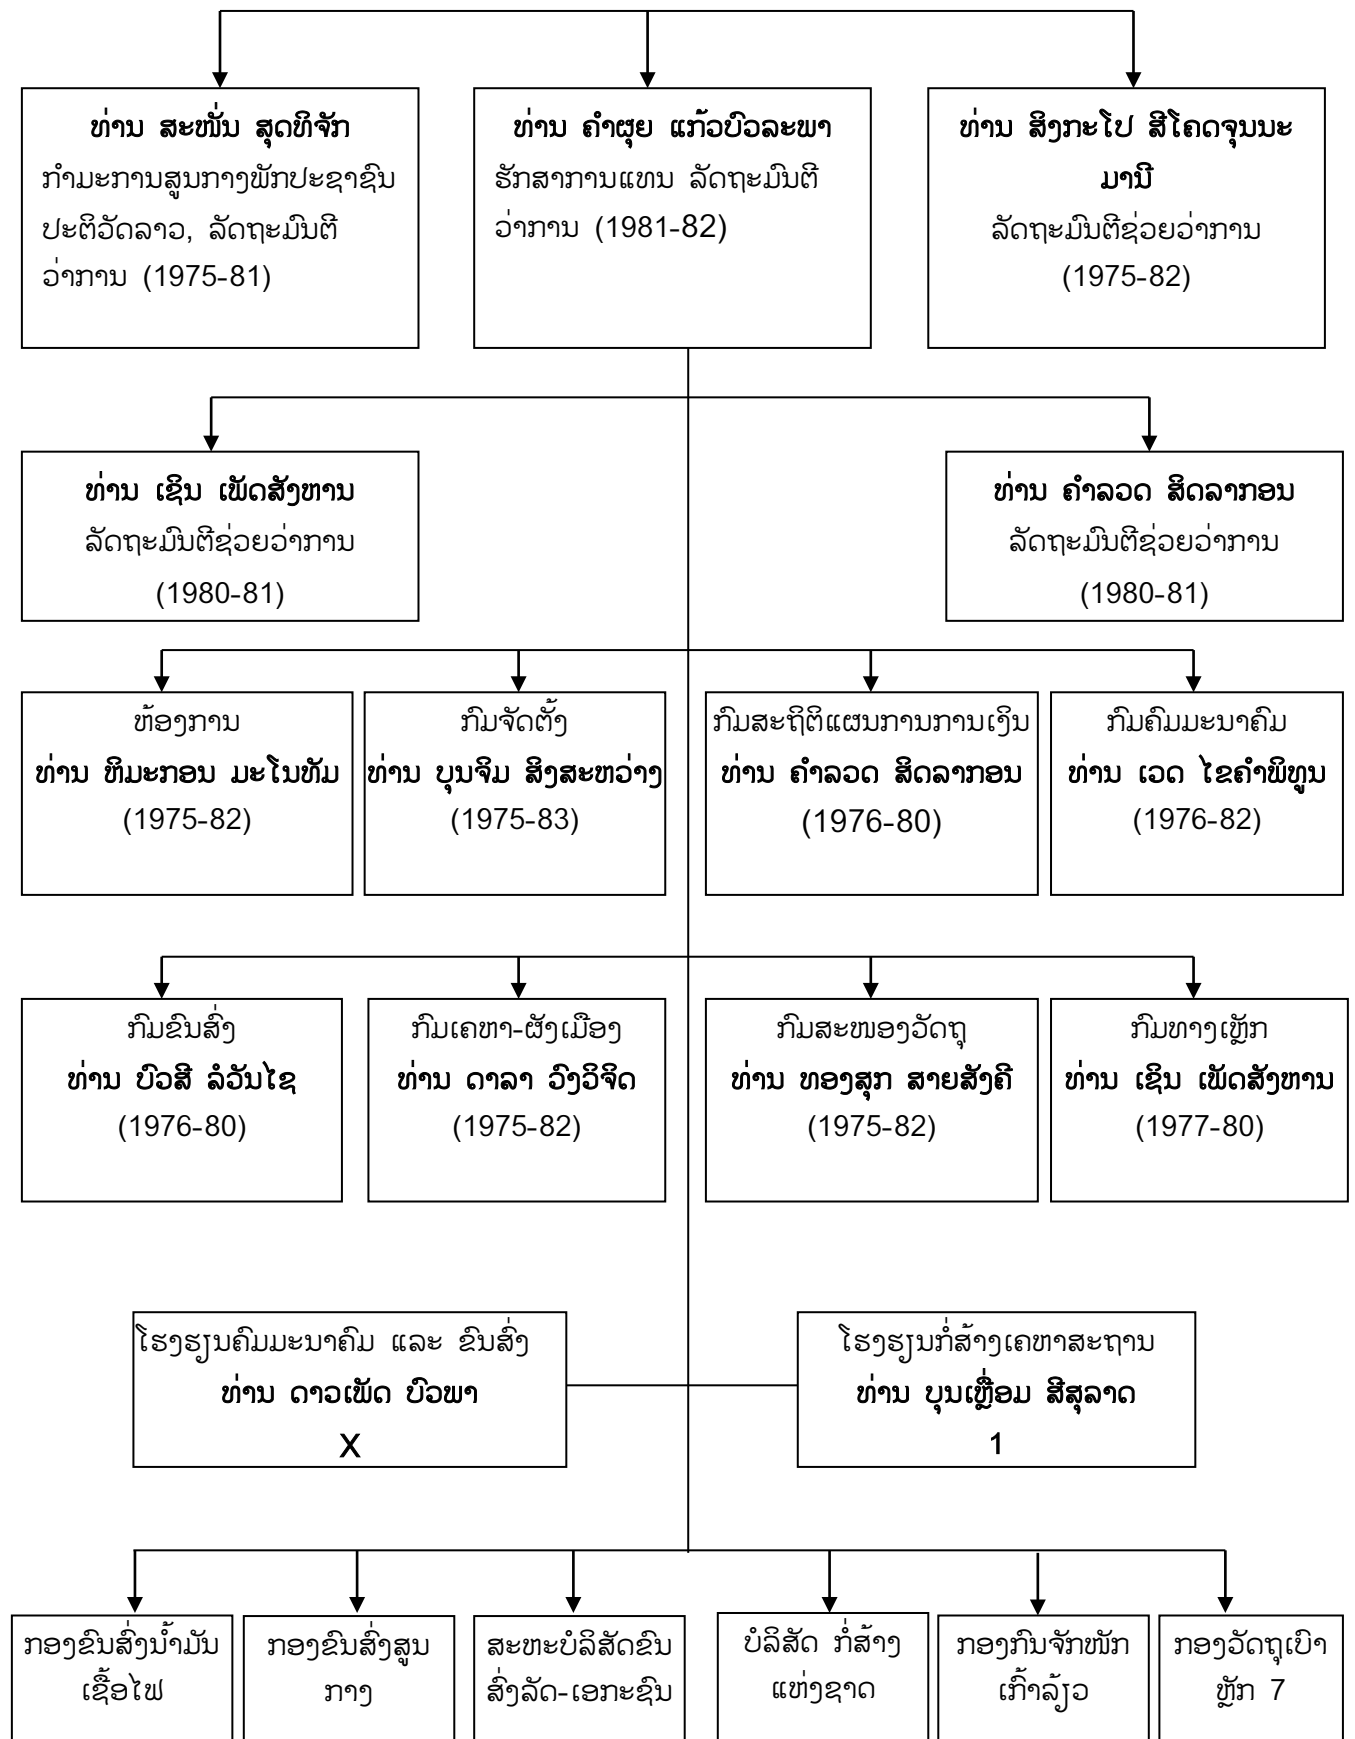 ທ່ານ ສະໜັ່ນ ສຸດທິຈັກ
ກຳມະການສູນກາງພັກປະຊາຊົນ
ປະຕິວັດລາວ, ລັດຖະມົນຕີ
ວ່າການ (1975-81)
ທ່ານ ຄຳຜຸຍ ແກ້ວບົວລະພາ
ຮັກສາການແທນ ລັດຖະມົນຕີ
ວ່າການ (1981-82)
ທ່ານ ສິງກະໂປ ສີໂຄດຈຸນນະ
ມານີ
ລັດຖະມົນຕີຊ່ວຍວ່າການ
(1975-82)
ທ່ານ ເຊິນ ເພັດສັງຫານ
ລັດຖະມົນຕີຊ່ວຍວ່າການ
(1980-81)
ທ່ານ ຄຳລວດ ສິດລາກອນ
ລັດຖະມົນຕີຊ່ວຍວ່າການ
(1980-81)
ຫ້ອງການ
ທ່ານ ຫິມະກອນ ມະໂນທັມ
(1975-82)
ກົມຈັດຕັ້ງ
ທ່ານ ບຸນຈິມ ສິງສະຫວ່າງ
(1975-83)
ກົມສະຖິຕິແຜນການການເງິນ
ທ່ານ ຄຳລວດ ສິດລາກອນ
(1976-80)
ກົມຄົມມະນາຄົມ
ທ່ານ ເວດ ໄຂຄຳພິທູນ
(1976-82)
ກົມຂົນສົ່ງ
ທ່ານ ບົວສີ ລໍວັນໄຊ
(1976-80)
ກົມເຄຫາ-ຜັງເມືອງ
ທ່ານ ດາລາ ວົງວິຈິດ
(1975-82)
ກົມສະໜອງວັດຖຸ
ທ່ານ ທອງສຸກ ສາຍສັງຄີ
(1975-82)
ກົມທາງເຫຼັກ
ທ່ານ ເຊິນ ເພັດສັງຫານ
(1977-80)
ໂຮງຮຽນຄົມມະນາຄົມ ແລະ ຂົນສົ່ງ
ທ່ານ ດາວເພັດ ບົວພາ
X
ໂຮງຮຽນກໍ່ສ້າງເຄຫາສະຖານ
ທ່ານ ບຸນເຫຼື່ອມ ສີສຸລາດ
1
ກອງຂົນສົ່ງນ້ຳມັນ
ເຊື້ອໄຟ
ກອງຂົນສົ່ງສູນ
ກາງ
ສະຫະບໍລິສັດຂົນ
ສົ່ງລັດ-ເອກະຊົນ
ບໍລິສັດ ກໍ່ສ້າງ
ແຫ່ງຊາດ
ກອງກົນຈັກໜັກ
ເກົ້າລ້ຽວ
ກອງວັດຖຸເບົາ
ຫຼັກ 7